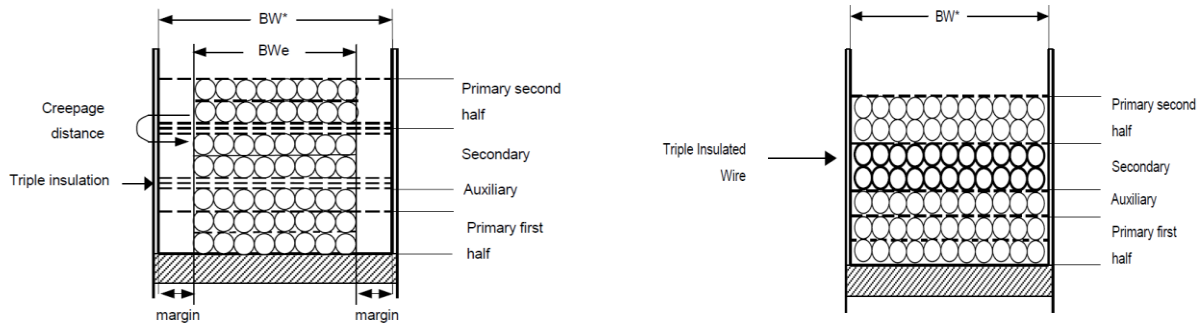 BW*
BWe
Creepage
distance
Triple insulation
Primary second
half
Secondary
Auxiliary
Primary first
half
margin
margin
BW*
Triple Insulated
Wire
Primary second
half
Secondary
Auxiliary
Primary first
half